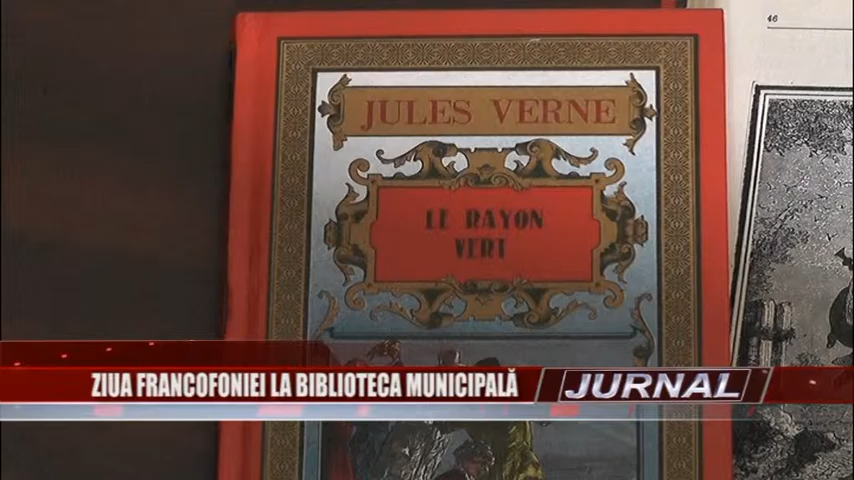 46
JULES VERNE
LE RAYON
VERT
ZIUA FRANCOFONIEI LA BIBLIOTECA MUNICIPALĂ
JURNAL